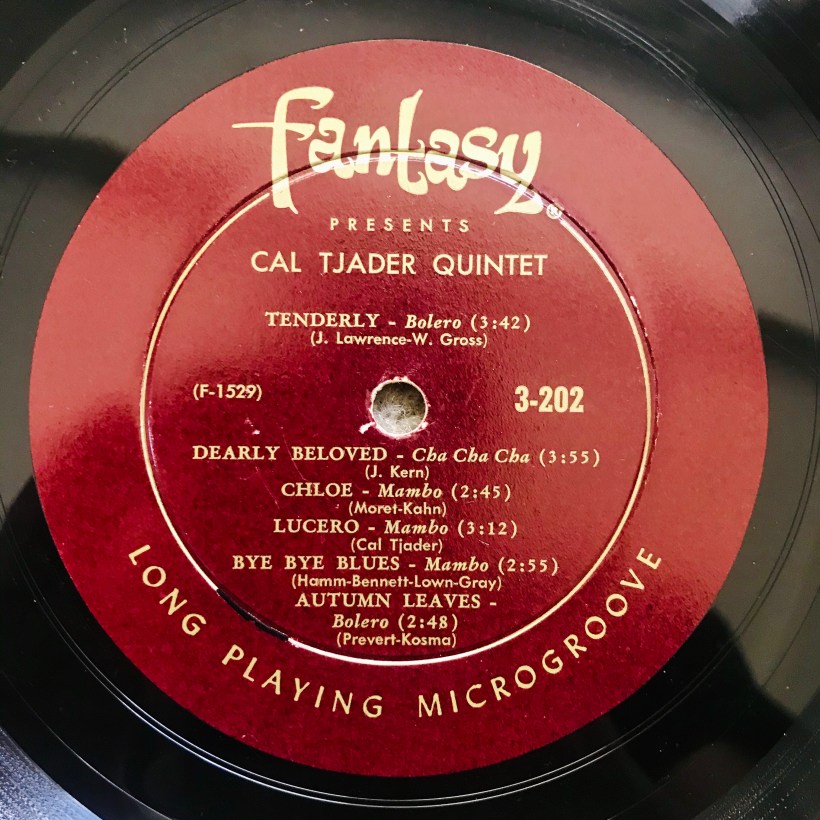 Fantasy®
PRESENTS
CAL TJADER QUINTET
TENDERLY - Bolero (3:42)
(J. Lawrence-W. Gross)
(F-1529) 3-202
DEARLY BELOVED - Cha Cha Cha (3:55)
(J. Kern)
CHLOE - Mambo (2:45)
(Moret-Kahn)
LUCERO - Mambo (3:12)
(Cal Tjader)
BYE BYE BLUES - Mambo (2:55)
(Hamm-Bennett-Lown-Gray)
AUTUMN LEAVES -
Bolero (2:48)
(Prevert-Kosma)
LONG PLAYING MICROGROOVE